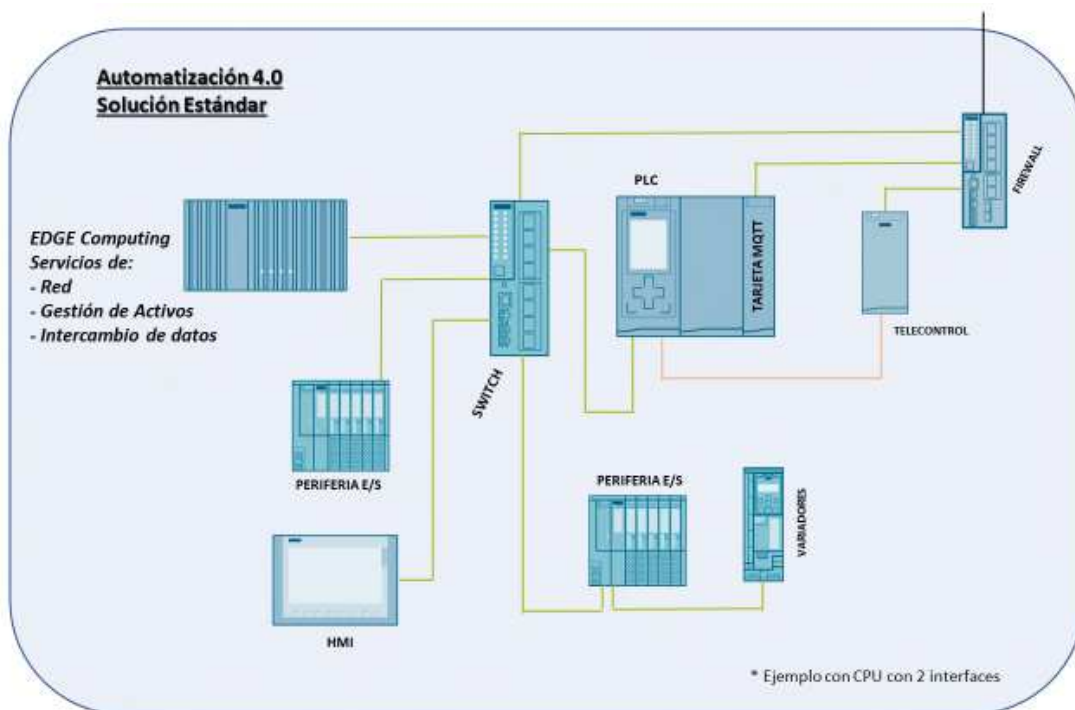 Automatización 4.0
Solución Estándar
PLC
FIREWALL
EDGE Computing
Servicios de:
- Red
- Gestión de Activos
- Intercambio de datos
TARJETA MQTT
TELECONTROL
SWITCH
PERIFERIA E/S
PERIFERIA E/S
VARIADORES
HMI
* Ejemplo con CPU con 2 interfaces